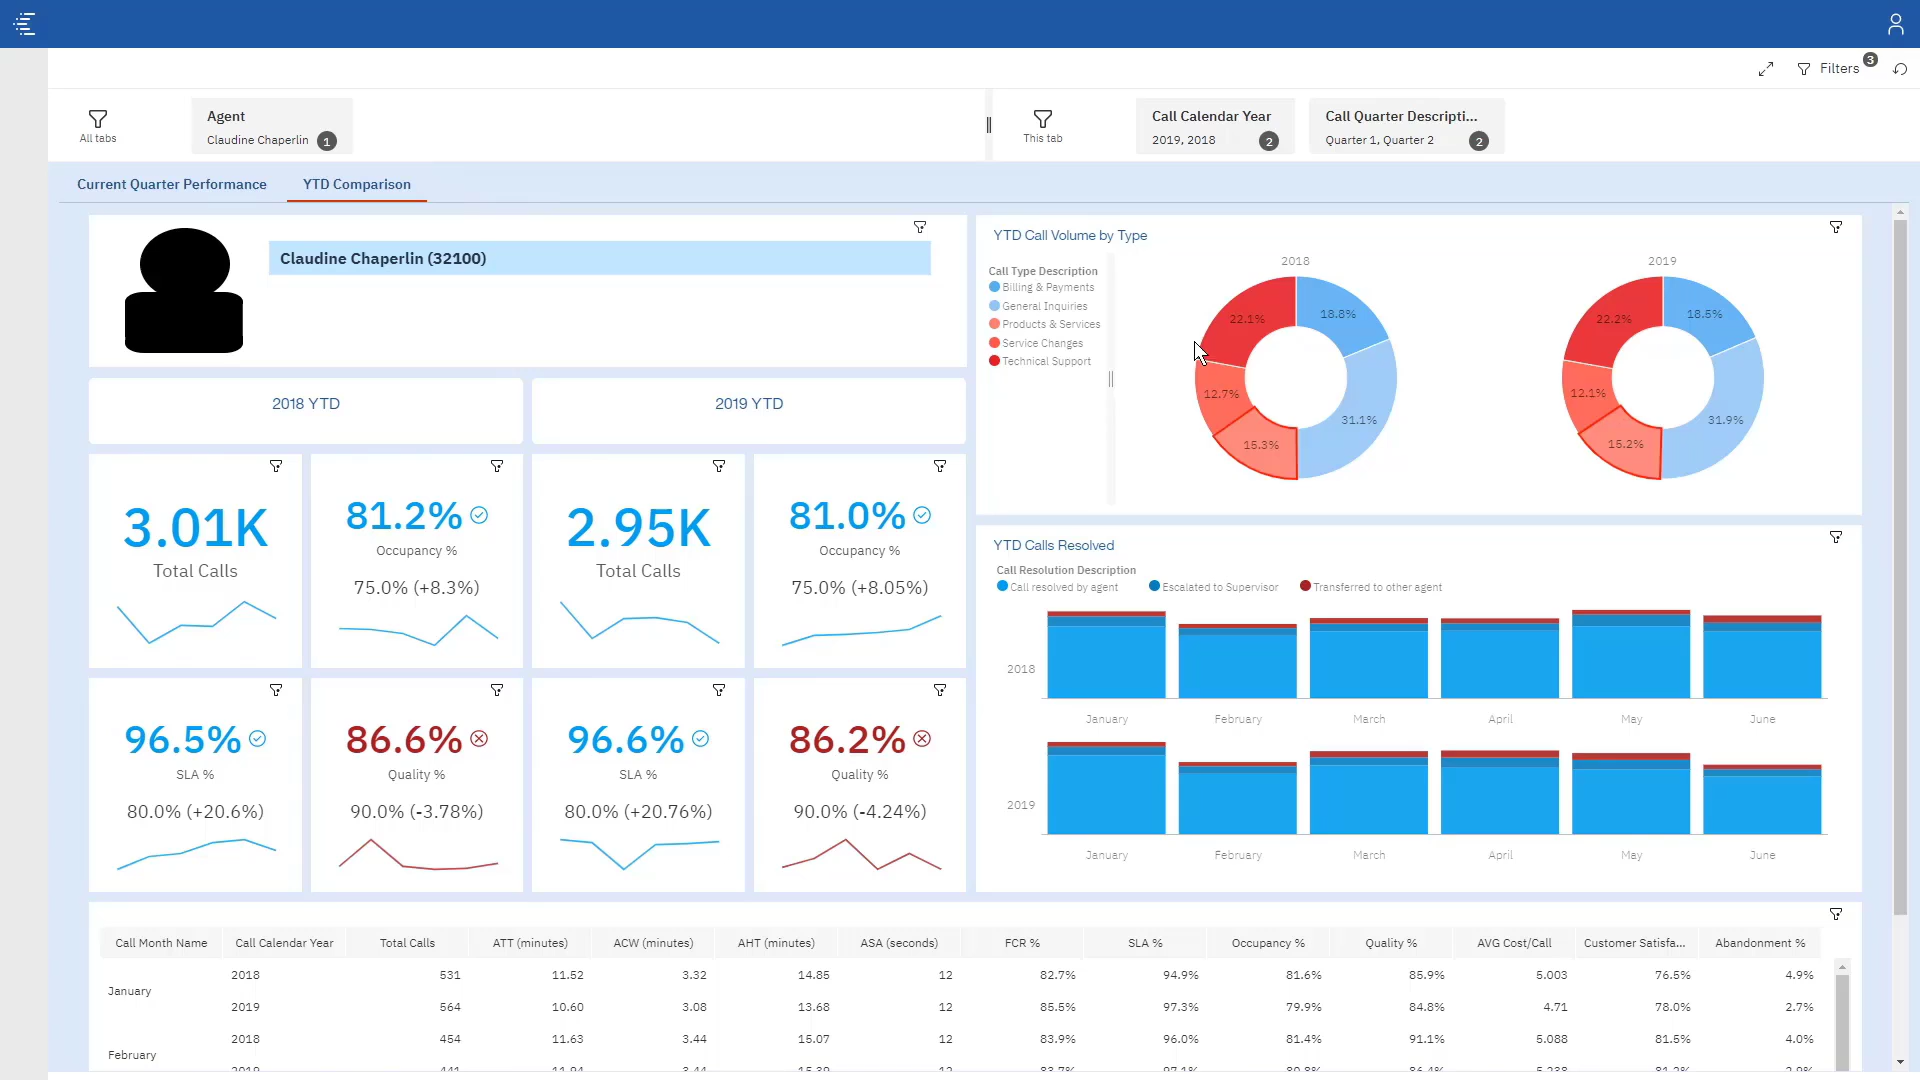 Filters 3
All tabs
Agent
Claudine Chaperlin 1
This tab
Call Calendar Year
2019, 2018 2
Call Quarter Descripti...
Quarter 1, Quarter 2 2
Current Quarter Performance
YTD Comparison
Claudine Chaperlin (32100)
2018 YTD
2019 YTD
3.01K
Total Calls
81.2%
Occupancy %
75.0% (+8.3%)
2.95K
Total Calls
81.0%
Occupancy %
75.0% (+8.05%)
96.5%
SLA %
80.0% (+20.6%)
86.6%
Quality %
90.0% (-3.78%)
96.6%
SLA %
80.0% (+20.76%)
86.2%
Quality %
90.0% (-4.24%)
YTD Call Volume by Type
Call Type Description
Billing & Payments
General Inquiries
Products & Services
Service Changes
Technical Support
2018
22.1%
18.8%
12.7%
31.1%
15.3%
2019
22.2%
18.5%
12.1%
31.9%
15.2%
YTD Calls Resolved
Call Resolution Description
Call resolved by agent Escalated to Supervisor Transferred to other agent
2018
January February March April May June
2019
January February March April May June
Call Month Name Call Calendar Year Total Calls ATT (minutes) ACW (minutes) AHT (minutes) ASA (seconds) FCR % SLA % Occupancy % Quality % AVG Cost/Call Customer Satisfa... Abandonment %
January
2018 531 11.52 3.32 14.85 12 82.7% 94.9% 81.6% 85.9% 5.003 76.5% 4.9%
2019 564 10.60 3.08 13.68 12 85.5% 97.3% 79.9% 84.8% 4.71 78.0% 2.7%
February
2018 454 11.63 3.44 15.07 12 83.9% 96.0% 81.4% 91.1% 5.088 81.5% 4.0%